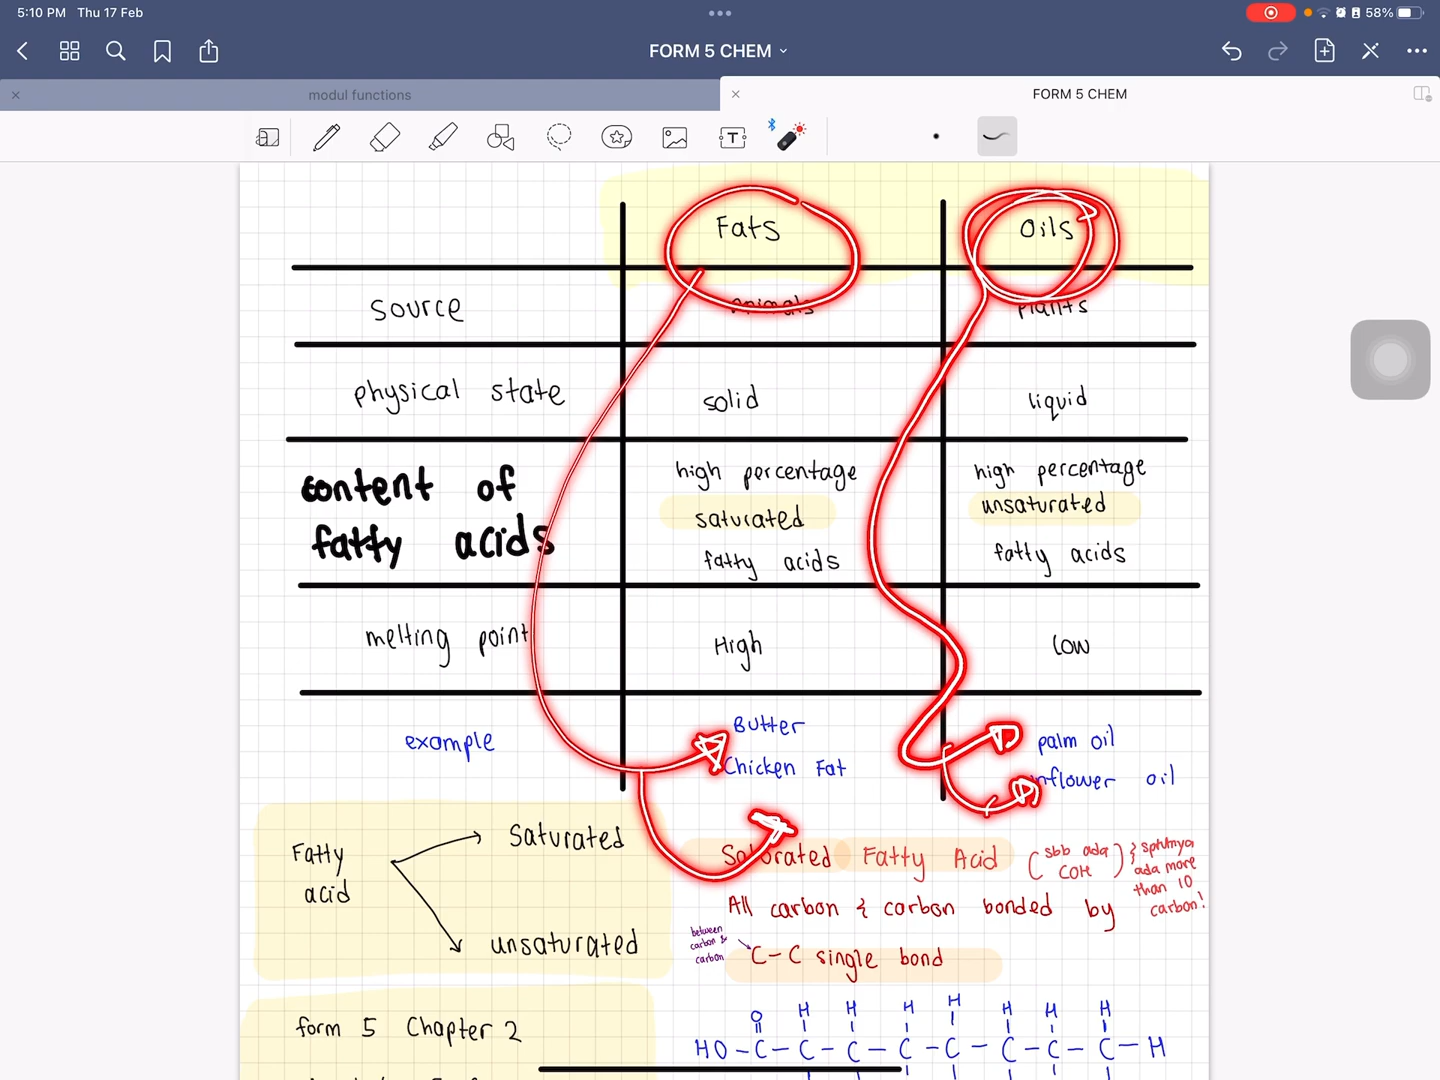 5:10 PM Thu 17 Feb
58%
FORM 5 CHEM
modul functions
FORM 5 CHEM
Fats
Oils
source
Animals
Plants
physical state
solid
liquid
content of
fatty acids
high percentage
saturated
fatty acids
high percentage
unsaturated
fatty acids
melting point
High
low
example
Butter
Chicken Fat
palm oil
nflower oil
Fatty
acid
Saturated
unsaturated
Saturated Fatty Acid
(sbb ada
COH)
} sptutnya
ada more
than 10
carbon!
All carbon & carbon bonded by
between
carbon &
carbon
C-C single bond
form 5 Chapter 2
O H H H H H H H
HO-C-C-C-C-C-C-C-C-H